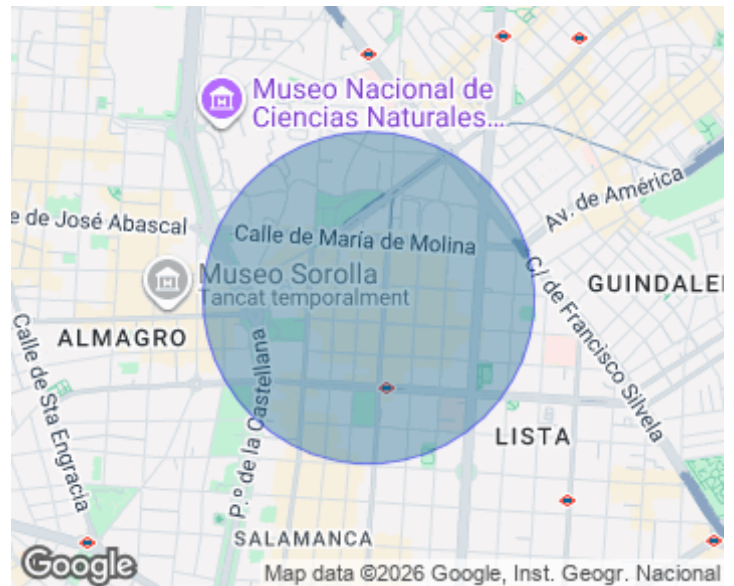 Museo Nacional de
Ciencias Naturales...
e de José Abascal
Av. de América
Calle de María de Molina
Museo Sorolla
Tancat temporalment
GUINDALE
ALMAGRO
C/ de Francisco Silvela
Calle de Sta Engracia
P.º de la Castellana
LISTA
SALAMANCA
Google
Map data ©2026 Google, Inst. Geogr. Nacional